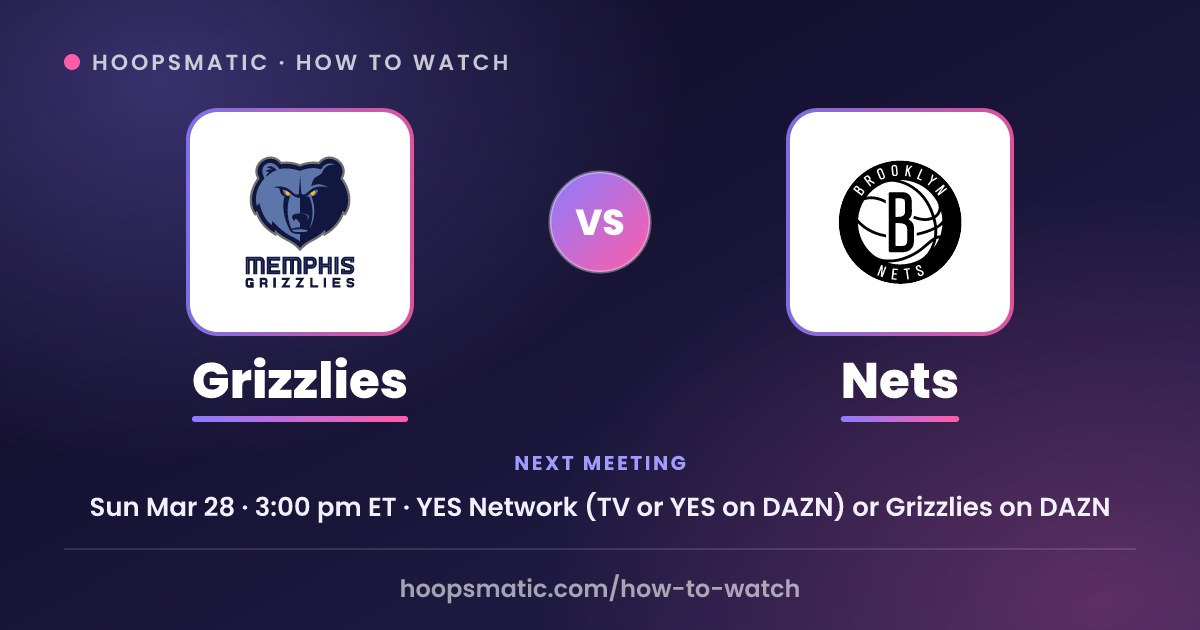 HOOPSMATIC · HOW TO WATCH
MEMPHIS
GRIZZLIES
VS
BROOKLYN
B
NETS
Grizzlies
Nets
NEXT MEETING
Sun Mar 28 · 3:00 pm ET · YES Network (TV or YES on DAZN) or Grizzlies on DAZN
hoopsmatic.com/how-to-watch